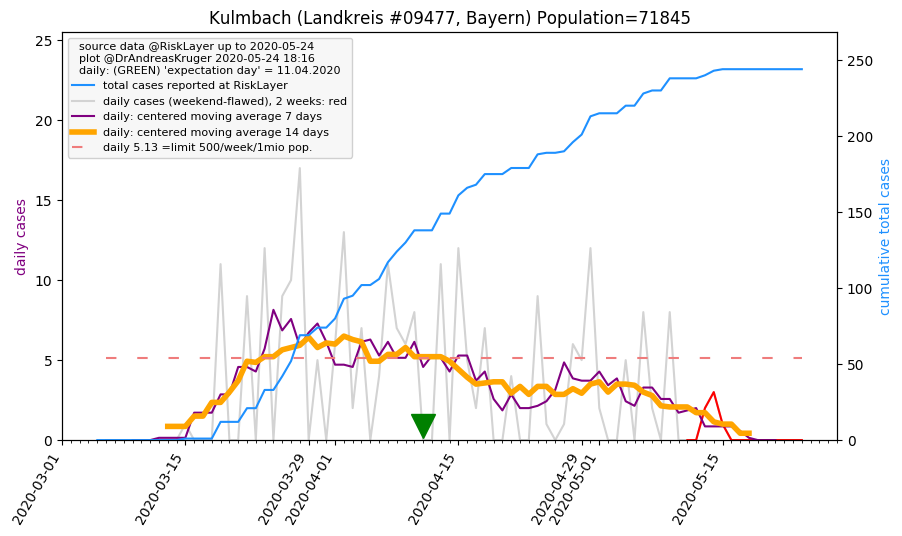 Kulmbach (Landkreis #09477, Bayern) Population=71845
source data @RiskLayer up to 2020-05-24
plot @DrAndreasKruger 2020-05-24 18:16
daily: (GREEN) 'expectation day' = 11.04.2020
total cases reported at RiskLayer
daily cases (weekend-flawed), 2 weeks: red
daily: centered moving average 7 days
daily: centered moving average 14 days
daily 5.13 =limit 500/week/1mio pop.
daily cases
25
20
15
10
5
0
cumulative total cases
250
200
150
100
50
0
2020-03-01
2020-03-15
2020-03-29
2020-04-01
2020-04-15
2020-04-29
2020-05-01
2020-05-15